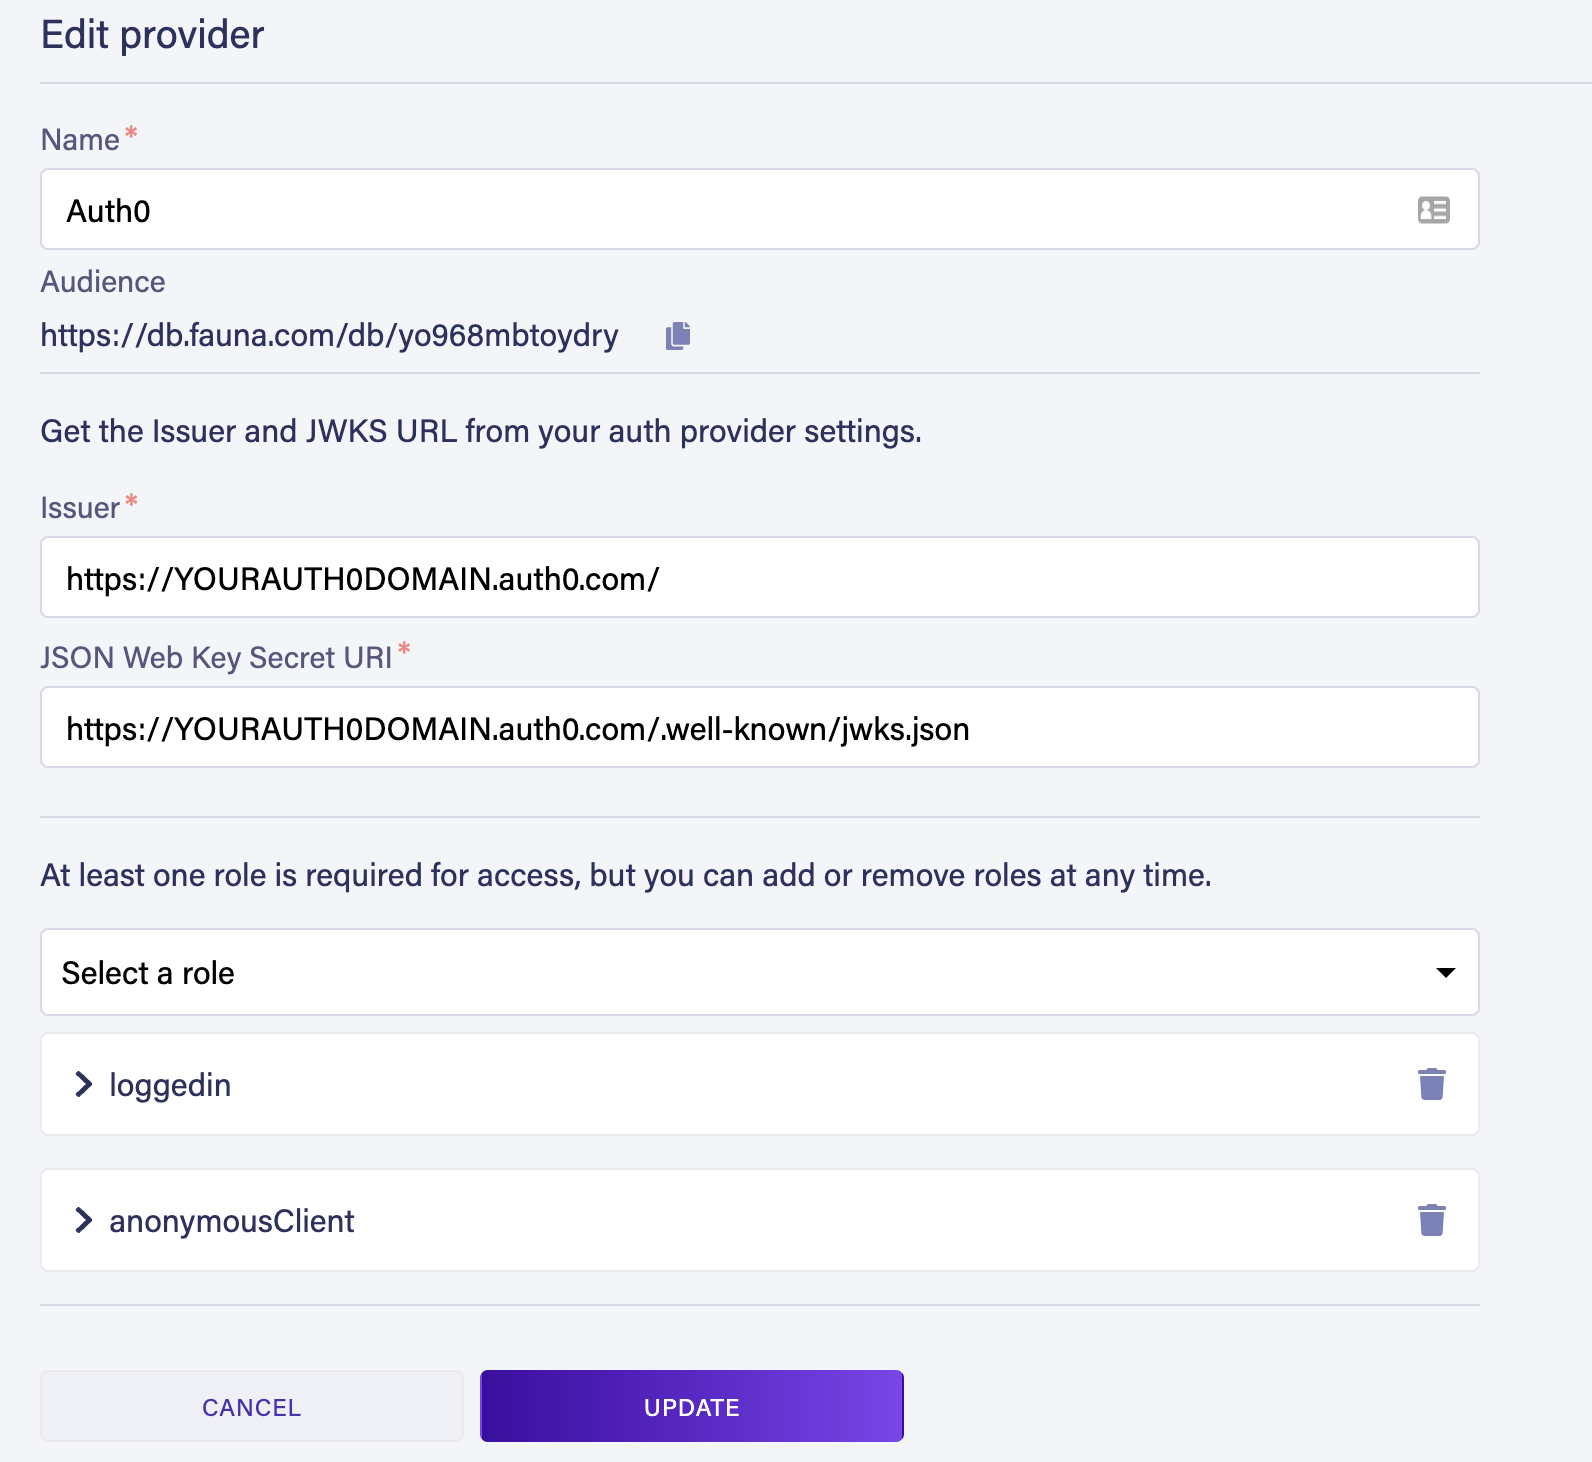 Edit provider
Name *
Auth0
Audience
https://db.fauna.com/db/yo968mbtoydry
Get the Issuer and JWKS URL from your auth provider settings.
Issuer *
https://YOURAUTH0DOMAIN.auth0.com/
JSON Web Key Secret URI *
https://YOURAUTH0DOMAIN.auth0.com/.well-known/jwks.json
At least one role is required for access, but you can add or remove roles at any time.
Select a role
loggedin
anonymousClient
CANCEL UPDATE